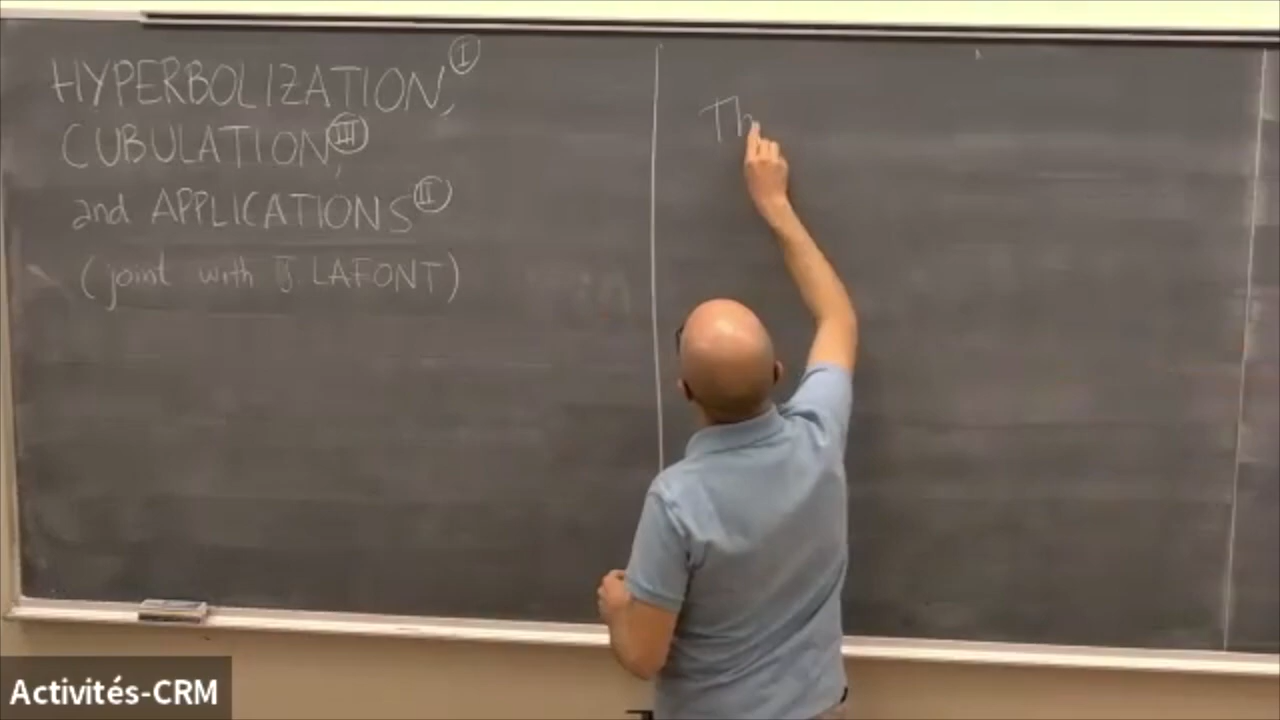 HYPERBOLIZATION, I
CUBULATION, III
and APPLICATIONS II
(joint with J. LAFONT)
Th
Activités-CRM